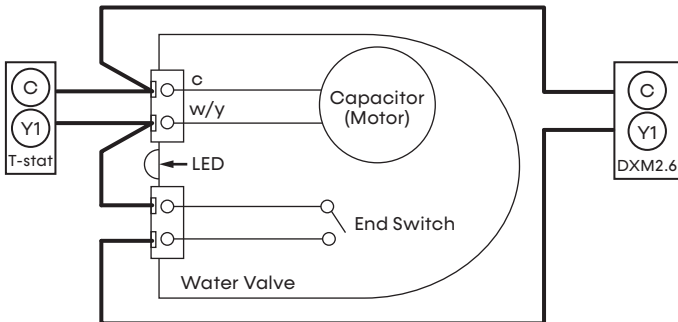 C
Y1
T-stat
c
w/y
LED
Capacitor
(Motor)
End Switch
Water Valve
C
Y1
DXM2.6